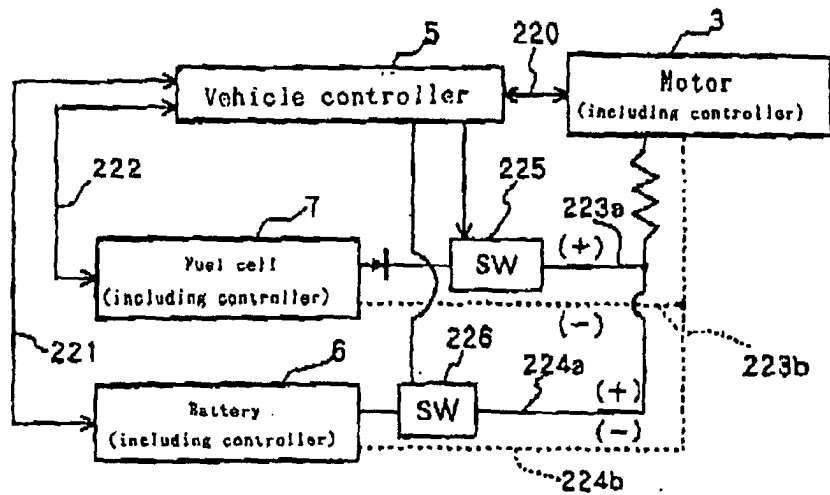 5
220
3
Vehicle controller
Motor
(including controller)
222
7
225
223a
Fuel cell
(including controller)
SW
(+)
(-)
221
6
226
224a
223b
Battery
(including controller)
SW
(+)
(-)
224b